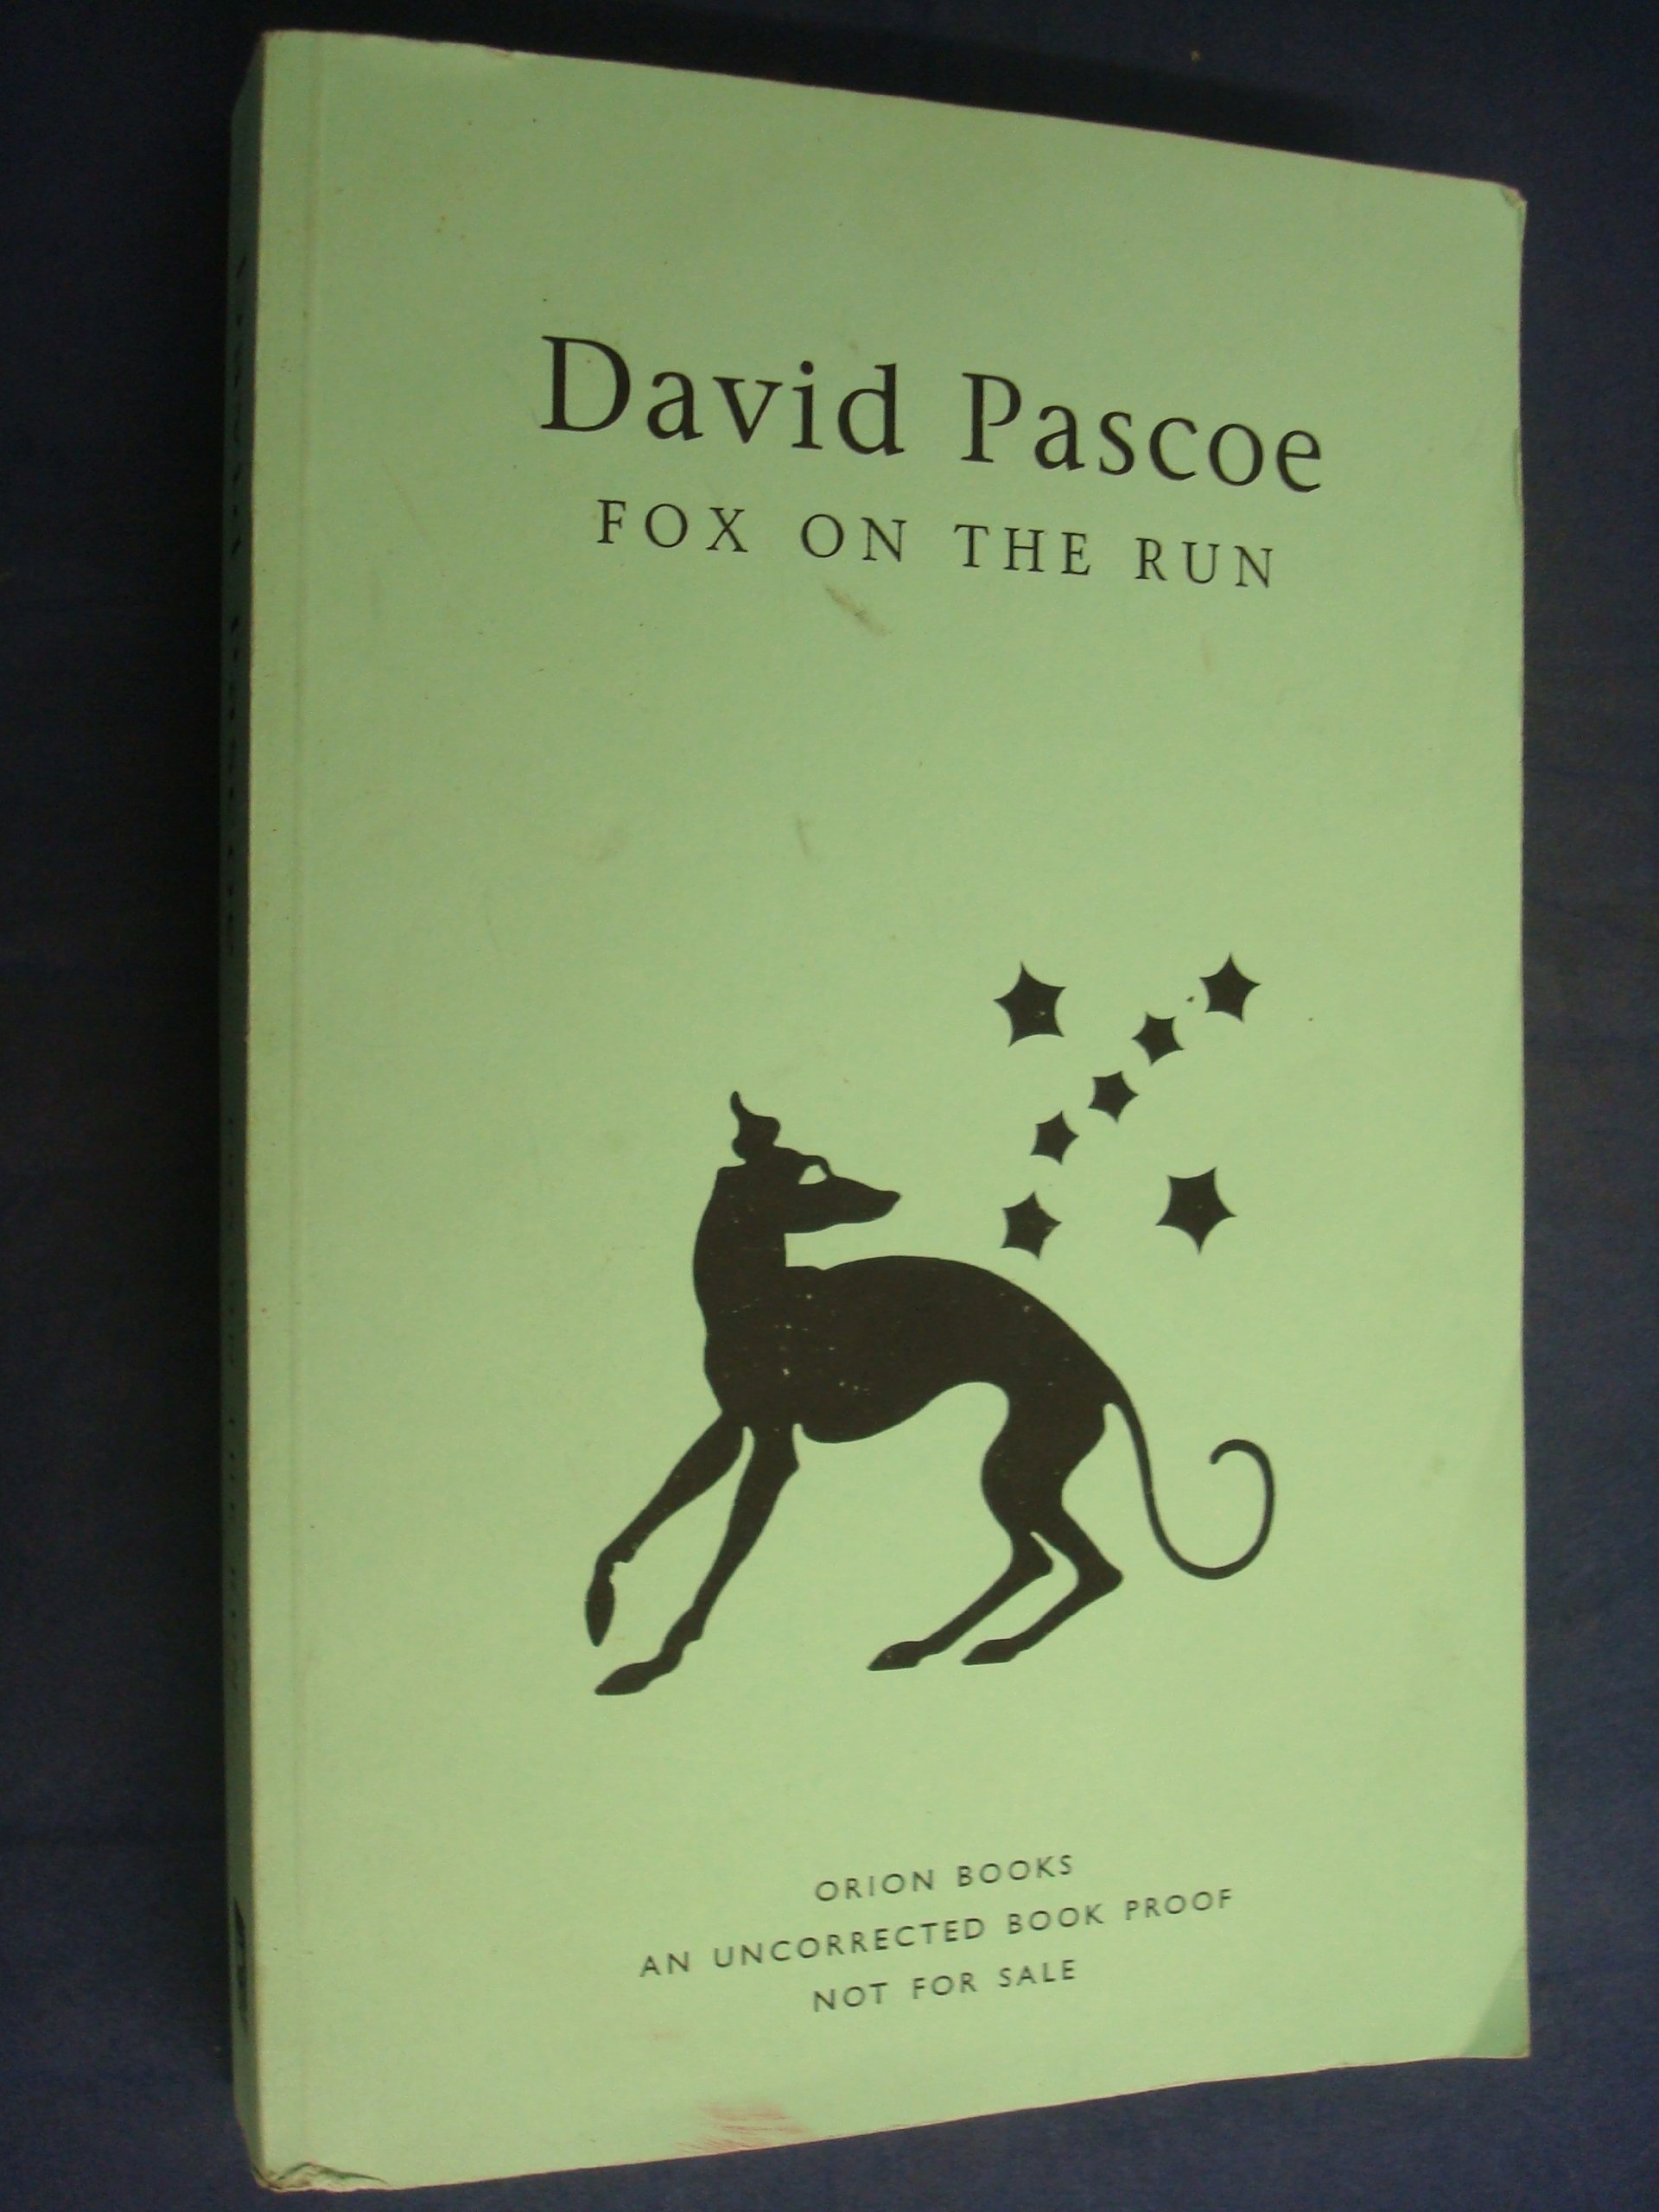 David Pascoe
FOX ON THE RUN
ORION BOOKS
AN UNCORRECTED BOOK PROOF
NOT FOR SALE